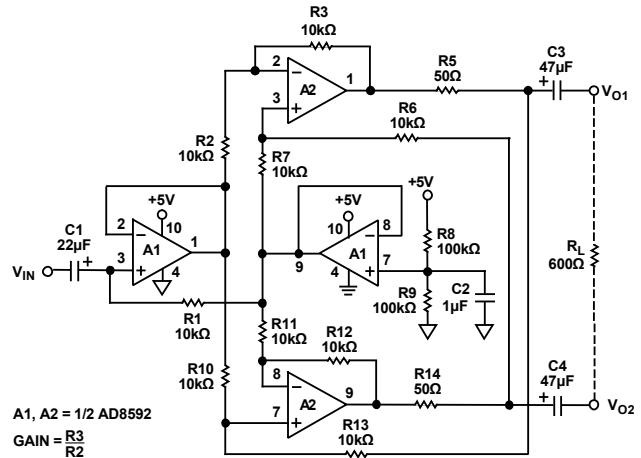 R3
10kΩ
2
−
A2
1
3
+
R5
50Ω
C3
47µF
+
VO1
R6
10kΩ
R2
10kΩ
R7
10kΩ
+5V
+5V
+5V
2
−
10
A1
1
3
+
4
C1
22µF
+
VIN
10
−
8
A1
9
4
+
7
R8
100kΩ
R9
100kΩ
C2
1µF
RL
600Ω
R1
10kΩ
R11
10kΩ
R12
10kΩ
R10
10kΩ
8
−
A2
9
7
+
R14
50Ω
C4
47µF
+
VO2
R13
10kΩ
A1, A2 = 1/2 AD8592
GAIN = R3
R2